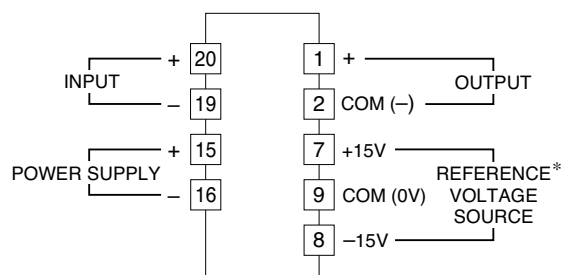 + 20
INPUT
– 19
+ 15
POWER SUPPLY
– 16
1 +
OUTPUT
2 COM (–)
7 +15V
REFERENCE*
VOLTAGE
SOURCE
9 COM (0V)
8 –15V